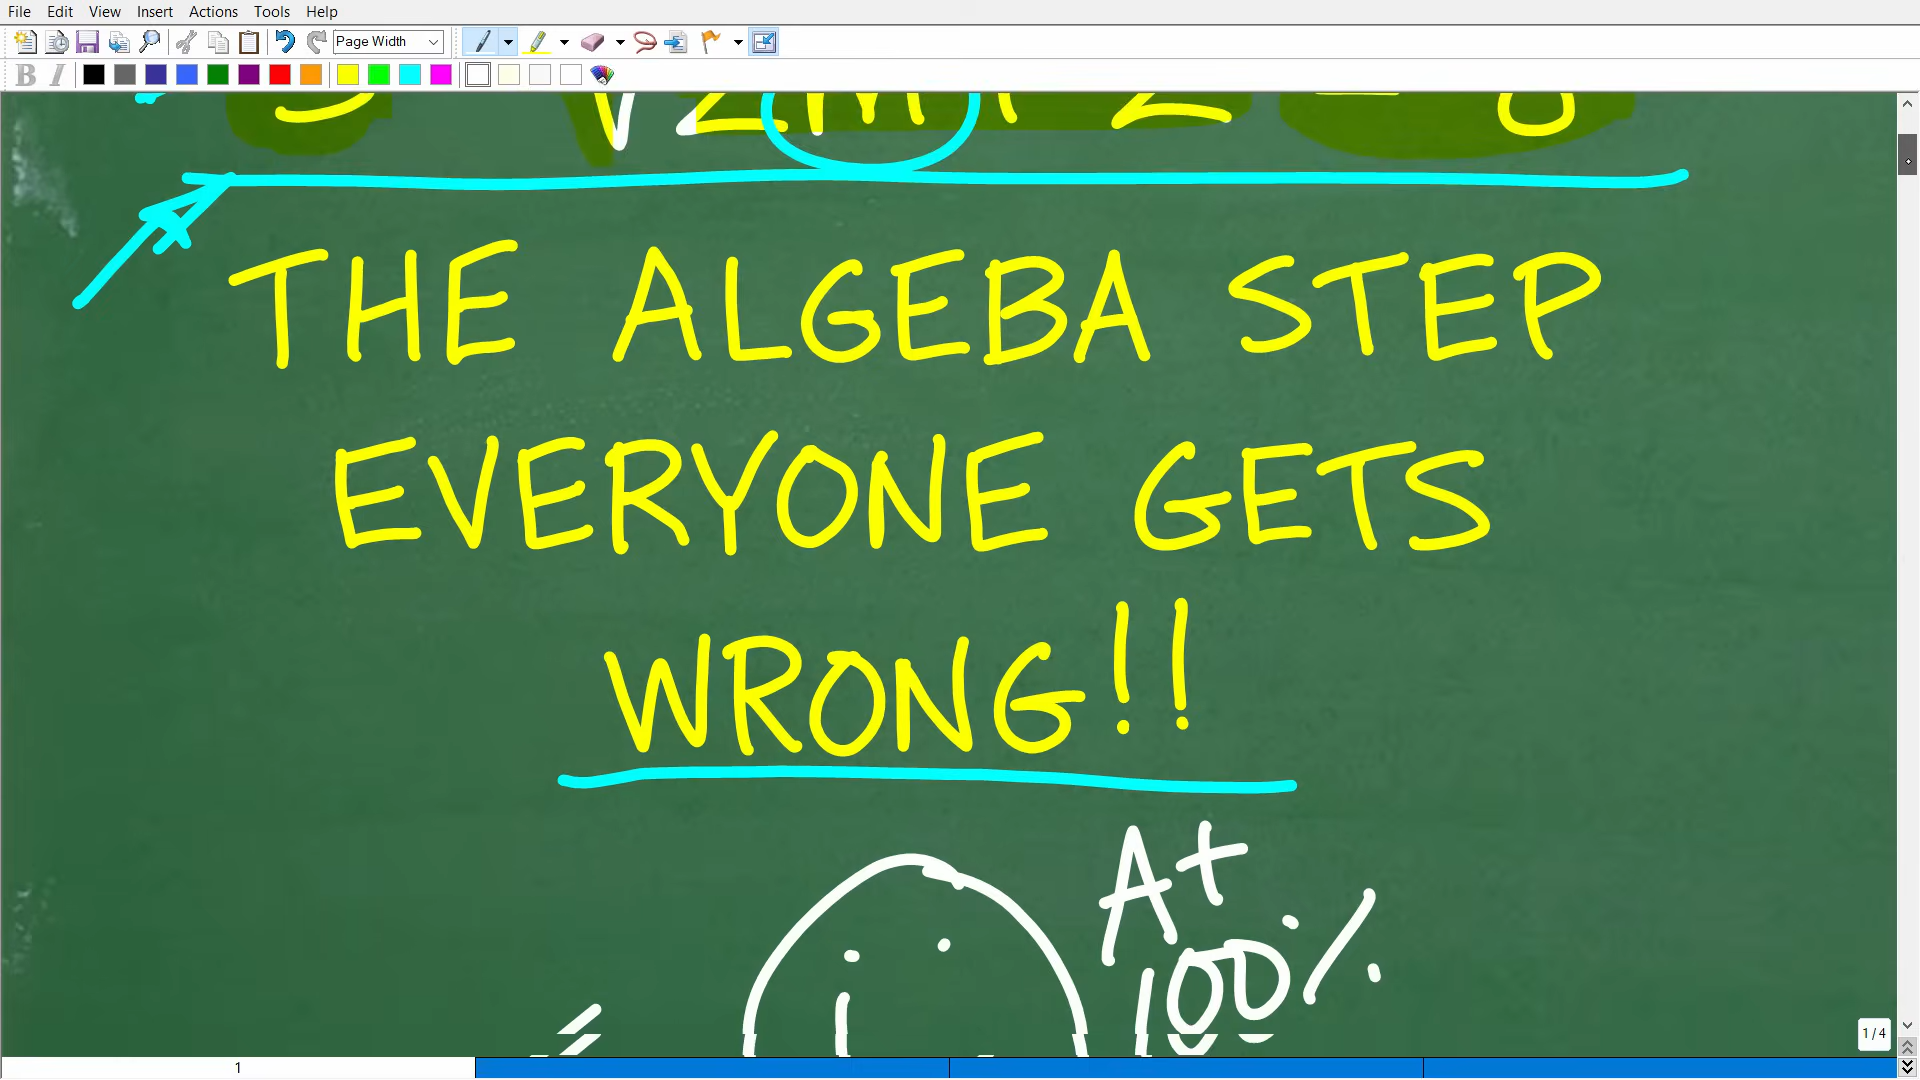 File Edit View Insert Actions Tools Help
Page Width
B I
THE ALGEBA STEP
EVERYONE GETS
WRONG!!
A+
100%
1 / 4
1